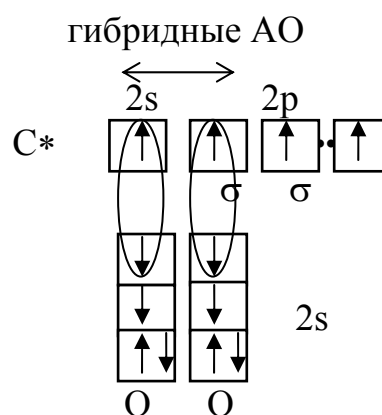 гибридные АО
2s 2p
C*
σ σ
2s
O O